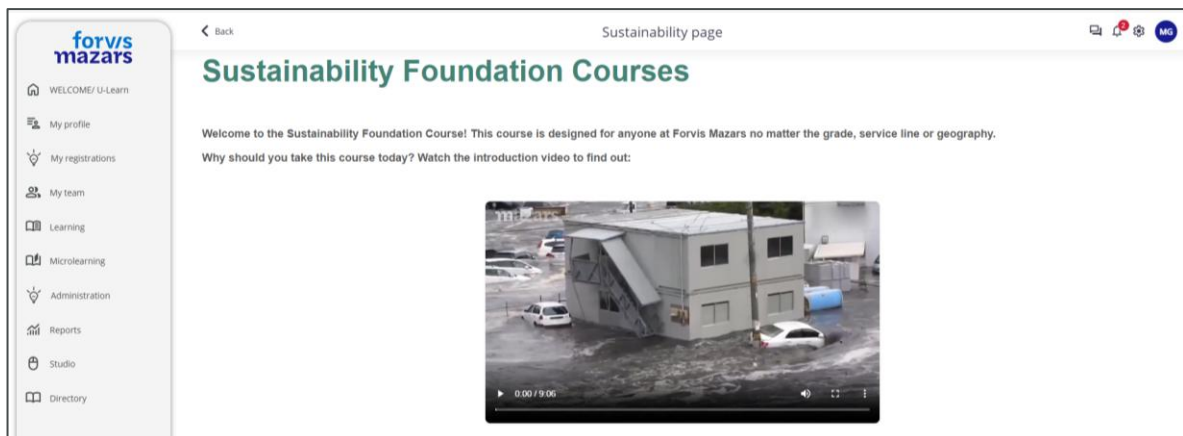 forvis
mazars
Back
Sustainability page
2
MG
WELCOME/ U-Learn
My profile
My registrations
My team
Learning
Microlearning
Administration
Reports
Studio
Directory
Sustainability Foundation Courses
Welcome to the Sustainability Foundation Course! This course is designed for anyone at Forvis Mazars no matter the grade, service line or geography.
Why should you take this course today? Watch the introduction video to find out:
mazars
0:00 / 9:06